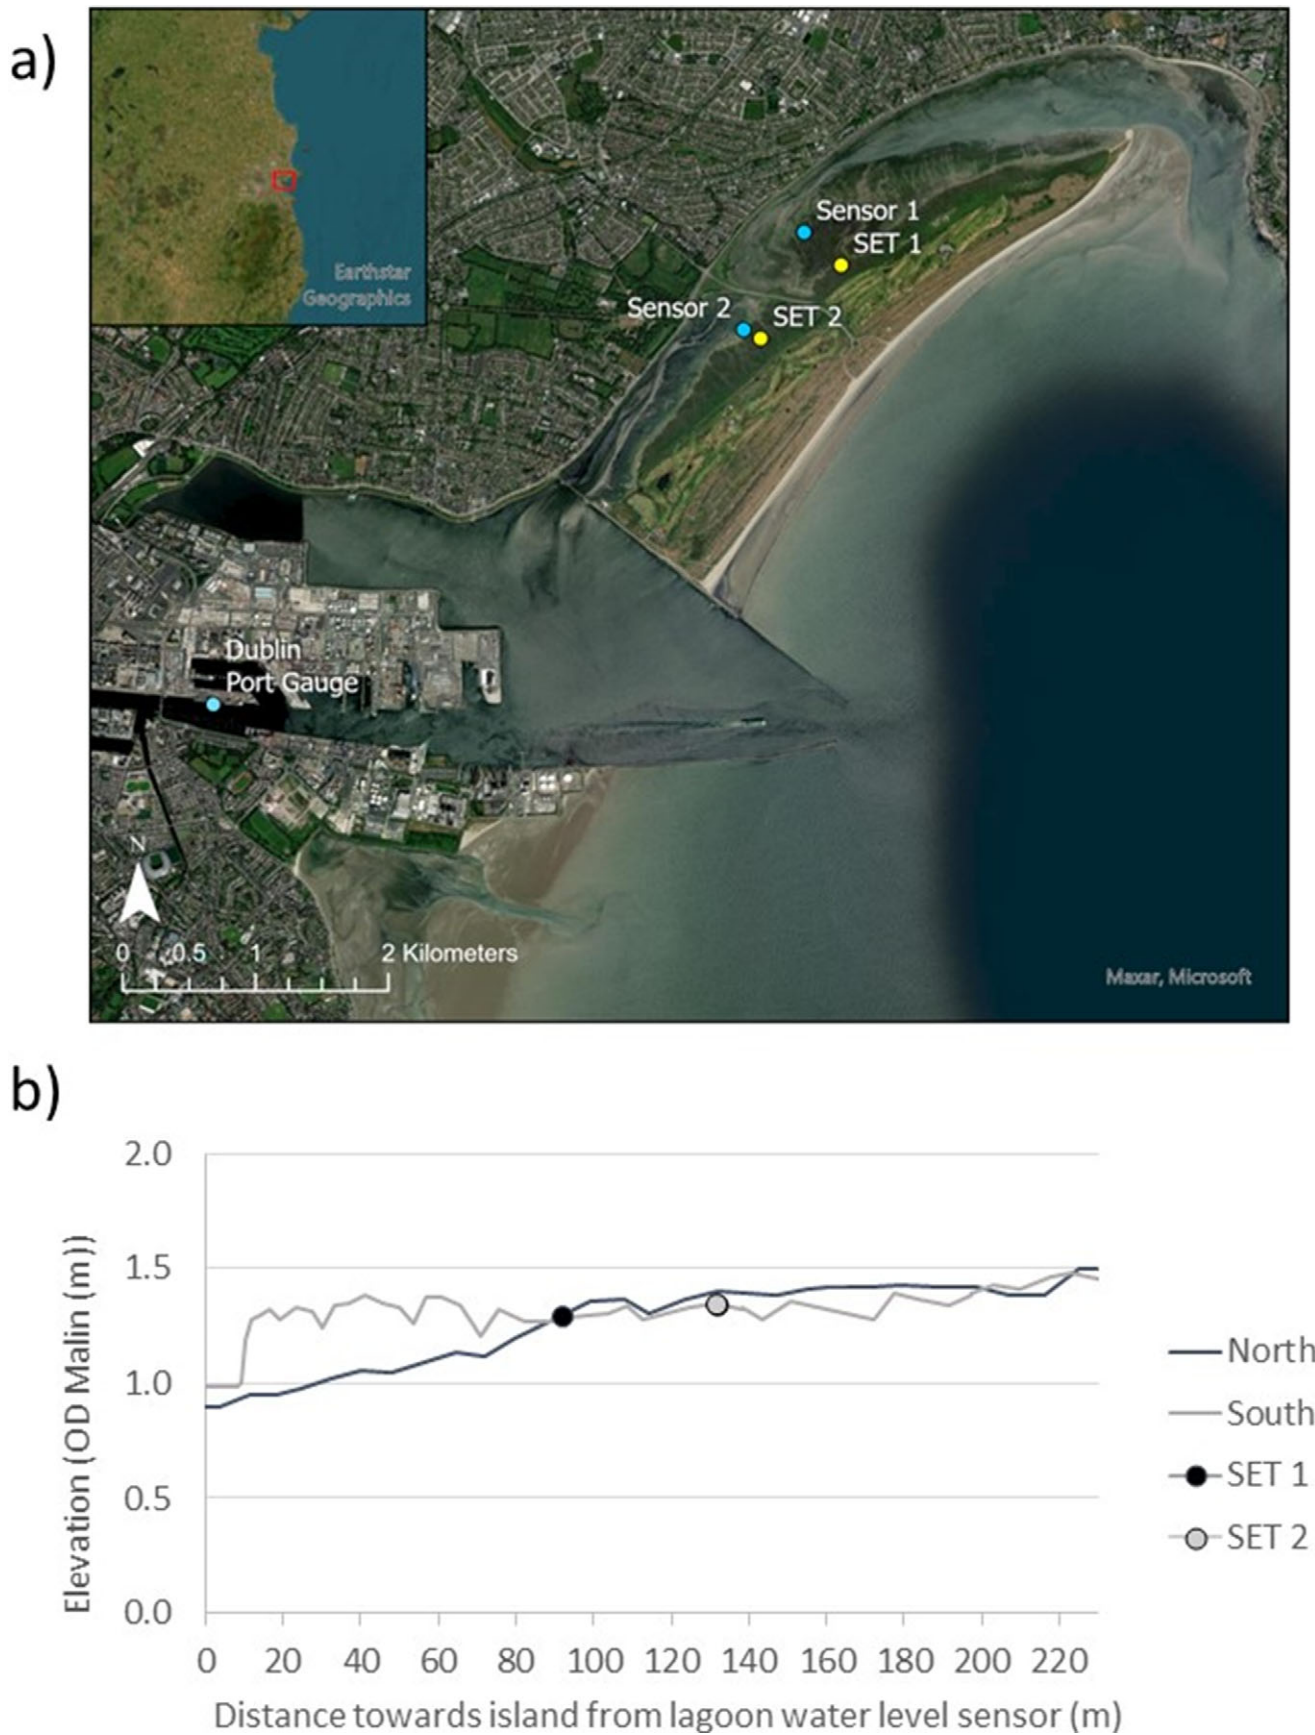 a)
Earthstar
Geographics
Sensor 1
SET 1
Sensor 2
SET 2
Dublin
Port Gauge
N
0 0.5 1 2 Kilometers
Maxar, Microsoft
b)
2.0
1.5
1.0
0.5
0.0
Elevation (OD Malin (m))
0 20 40 60 80 100 120 140 160 180 200 220
Distance towards island from lagoon water level sensor (m)
North
South
SET 1
SET 2